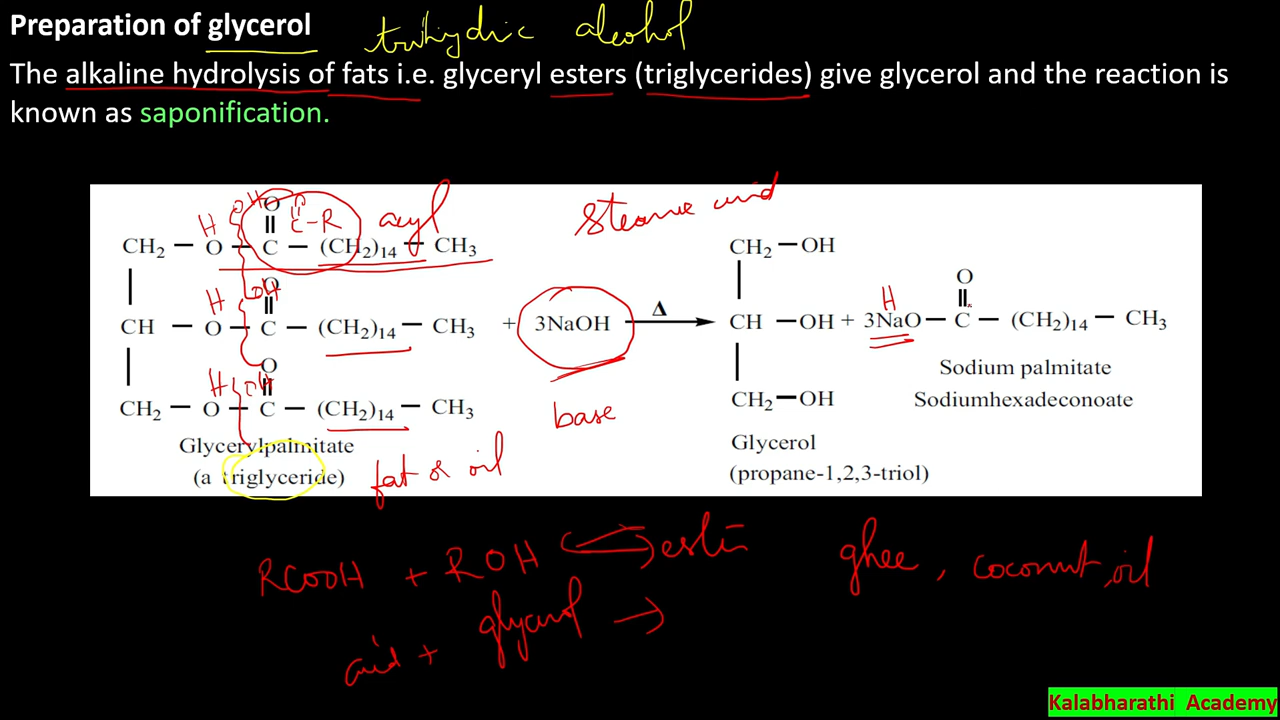 Preparation of glycerol trihydric alcohol
The alkaline hydrolysis of fats i.e. glyceryl esters (triglycerides) give glycerol and the reaction is
known as saponification.
H OH O O C–R acyl
CH₂ — O — C — (CH₂)₁₄ — CH₃
CH₂ — OH
H OH O
H O
CH — O — C — (CH₂)₁₄ — CH₃ + 3NaOH Δ CH — OH + 3NaO — C — (CH₂)₁₄ — CH₃
H OH O
Sodium palmitate
CH₂ — O — C — (CH₂)₁₄ — CH₃ base CH₂—OH Sodiumhexadeconoate
Glycerylpalmitate Glycerol
(a triglyceride) fat or oil (propane-1,2,3-triol)
RCOOH + ROH ester ghee, coconut, oil
acid + glycerol →
Kalabharathi Academy